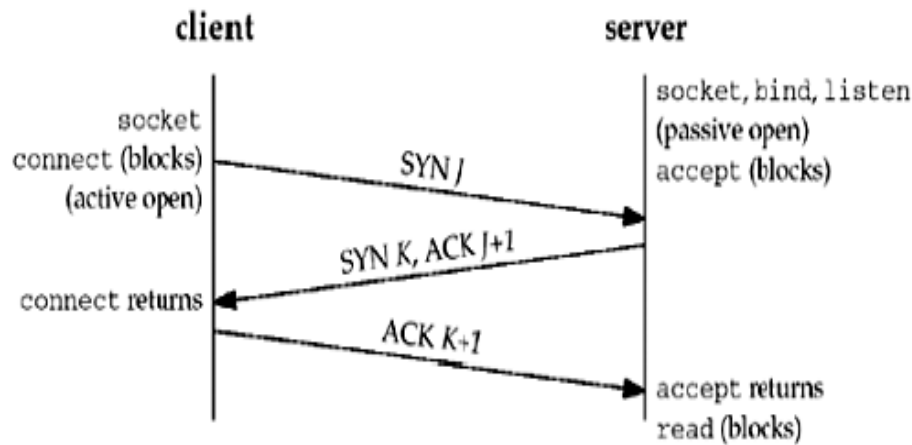 client
server
socket
connect (blocks)
(active open)
socket, bind, listen
(passive open)
accept (blocks)
SYN J
SYN K, ACK J+1
connect returns
ACK K+1
accept returns
read (blocks)